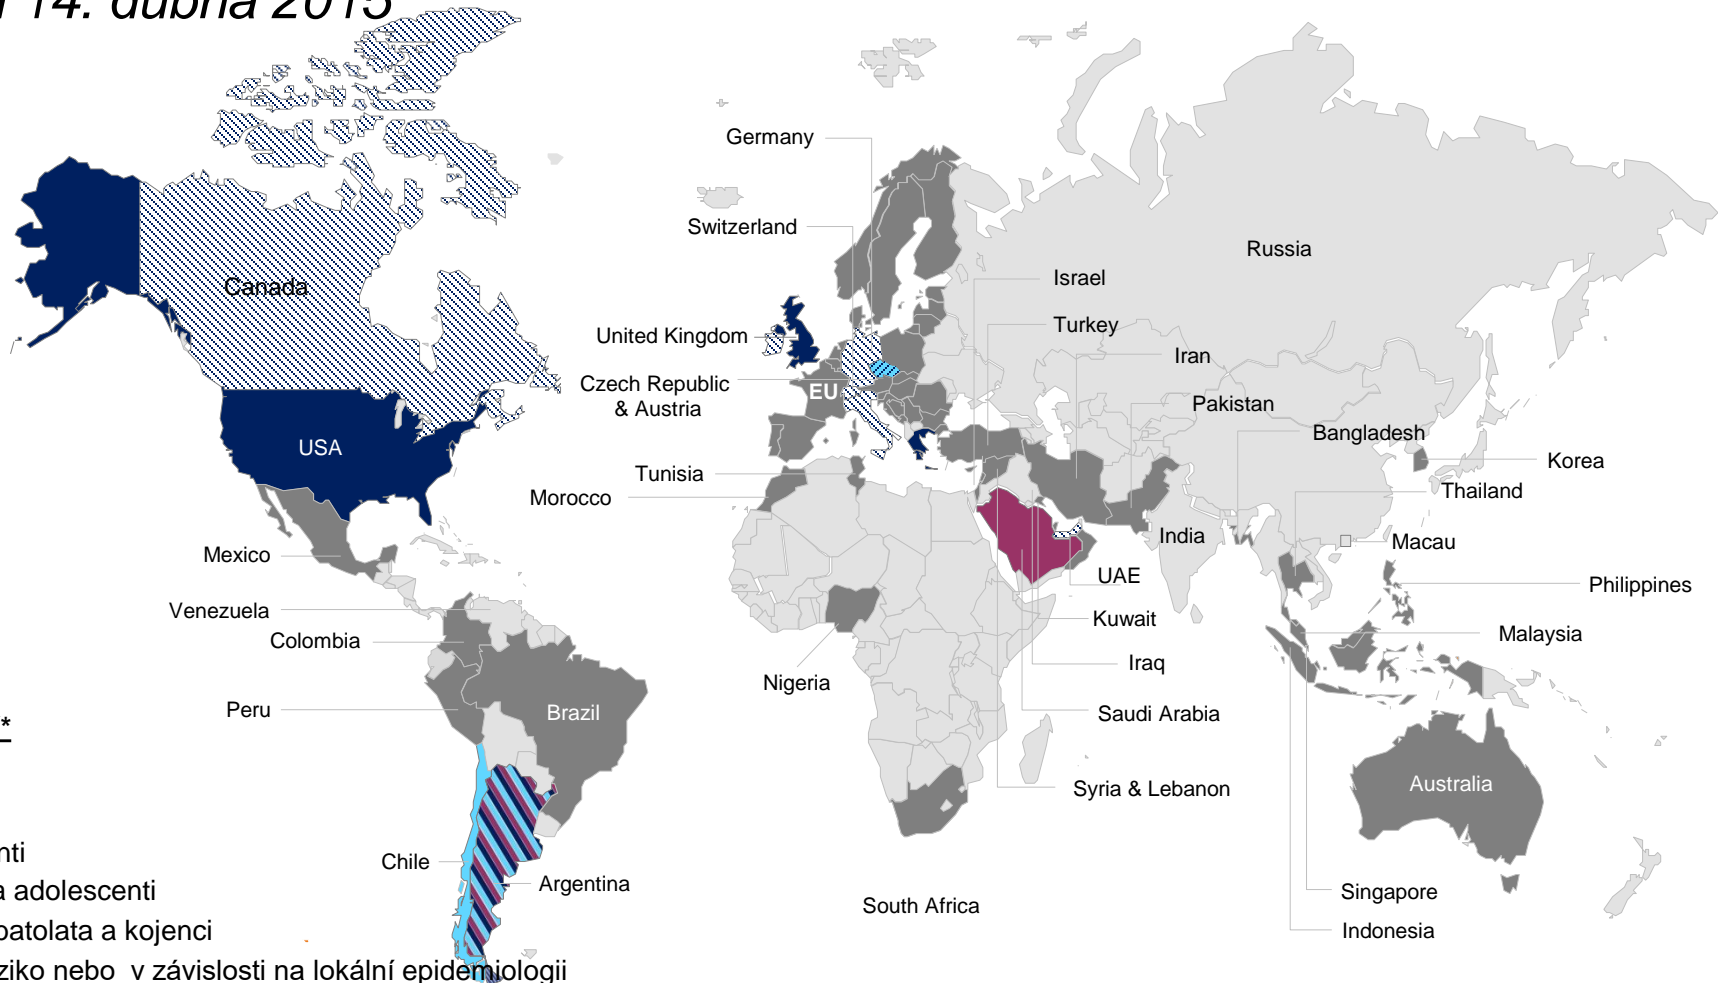 14. dubna 2015
Germany
Switzerland
Russia
Israel
Canada
Turkey
United Kingdom
Iran
Czech Republic
& Austria
EU
Pakistan
Bangladesh
USA
Korea
Tunisia
Thailand
Morocco
India
Macau
Mexico
UAE
Philippines
Venezuela
Kuwait
Colombia
Malaysia
Iraq
Nigeria
Peru
Brazil
Saudi Arabia
*
Syria & Lebanon
Australia
Chile
Argentina
Singapore
South Africa
Indonesia
nti
a adolescenti
batolata a kojenci
ziko nebo v závislosti na lokální epidemiologii